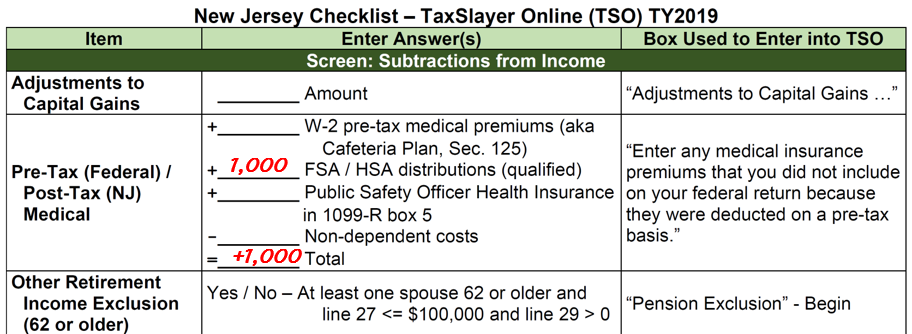 New Jersey Checklist – TaxSlayer Online (TSO) TY2019
Item Enter Answer(s) Box Used to Enter into TSO
Screen: Subtractions from Income
Adjustments to
Capital Gains
________ Amount
“Adjustments to Capital Gains …”
Pre-Tax (Federal) /
Post-Tax (NJ)
Medical
+________ W-2 pre-tax medical premiums (aka
Cafeteria Plan, Sec. 125)
+ 1,000 FSA / HSA distributions (qualified)
+________ Public Safety Officer Health Insurance
in 1099-R box 5
–________ Non-dependent costs
= +1,000 Total
“Enter any medical insurance
premiums that you did not include
on your federal return because
they were deducted on a pre-tax
basis.”
Other Retirement
Income Exclusion
(62 or older)
Yes / No – At least one spouse 62 or older and
line 27 <= $100,000 and line 29 > 0
“Pension Exclusion” - Begin